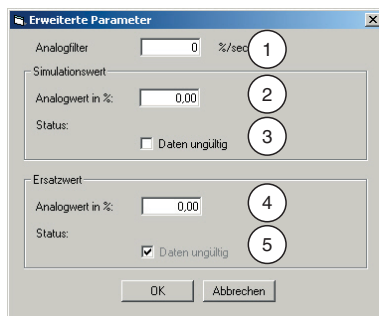 Erweiterte Parameter
Analogfilter 0 %/sec 1
Simulationswert
Analogwert in %: 0,00 2
Status:
Daten ungültig 3
Ersatzwert
Analogwert in %: 0,00 4
Status:
Daten ungültig 5
OK Abbrechen